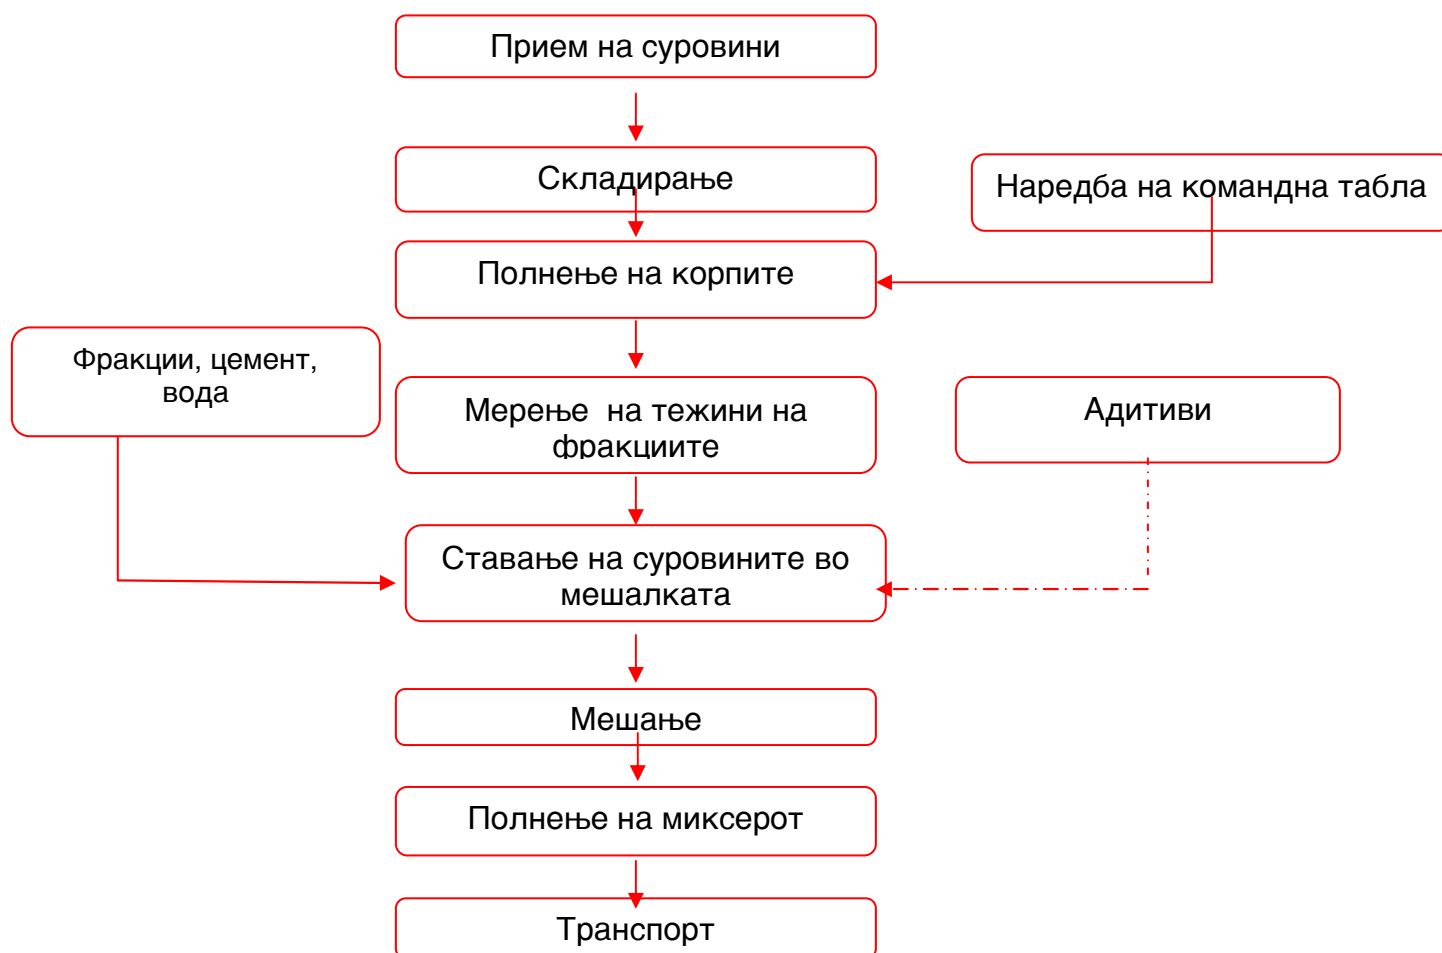 Прием на суровини
Складирање
Наредба на командна табла
Полнење на корпите
Фракции, цемент,
вода
Мерење  на тежини на
фракциите
Адитиви
Ставање на суровините во
мешалката
Мешање
Полнење на миксерот
Транспорт